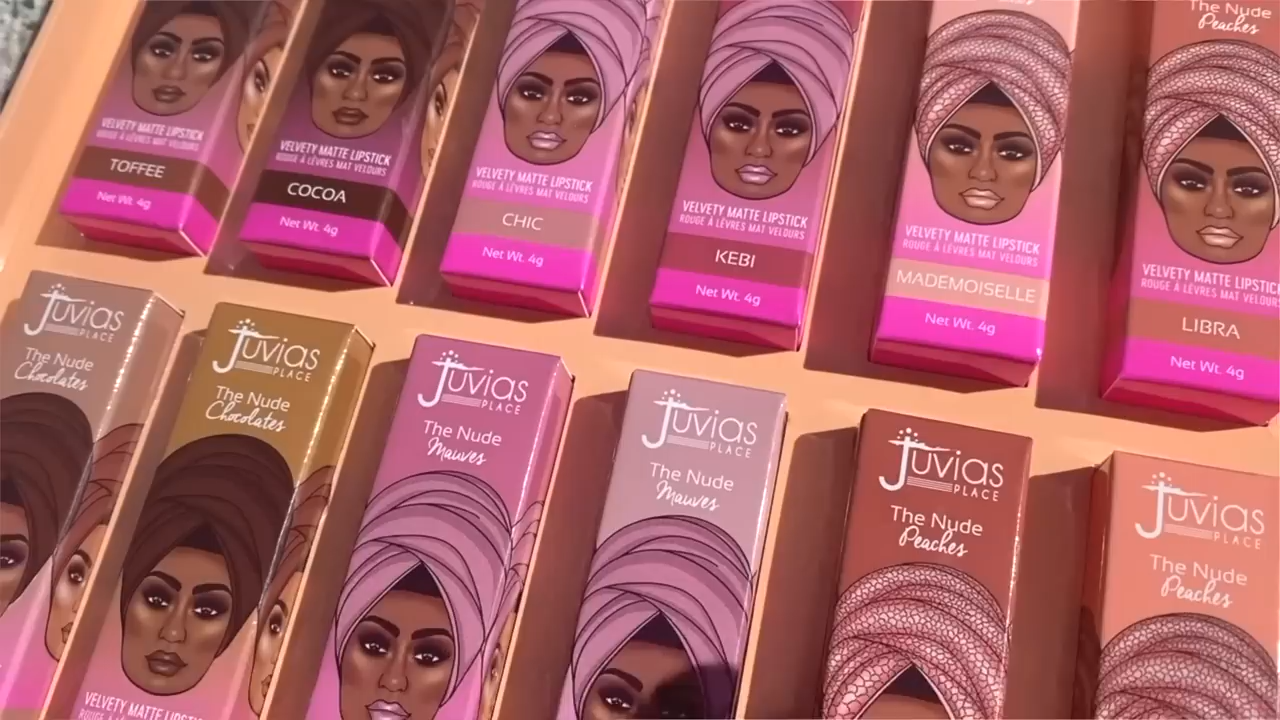 VELVETY MATTE LIPSTICK
ROUGE À LÈVRES MAT VELOURS
TOFFEE
Net Wt. 4g
VELVETY MATTE LIPSTICK
ROUGE À LÈVRES MAT VELOURS
COCOA
Net Wt. 4g
VELVETY MATTE LIPSTICK
ROUGE À LÈVRES MAT VELOURS
CHIC
Net Wt. 4g
VELVETY MATTE LIPSTICK
ROUGE À LÈVRES MAT VELOURS
KEBI
Net Wt. 4g
VELVETY MATTE LIPSTICK
ROUGE À LÈVRES MAT VELOURS
MADEMOISELLE
Net Wt. 4g
The Nude
Peaches
VELVETY MATTE LIPSTICK
ROUGE À LÈVRES MAT VELOURS
LIBRA
Net Wt. 4g
Juvias
PLACE
The Nude
Chocolates
Juvias
PLACE
The Nude
Chocolates
VELVETY MATTE LIPSTICK
Juvias
PLACE
The Nude
Mauves
Juvias
PLACE
The Nude
Mauves
Juvias
PLACE
The Nude
Peaches
Juvias
PLACE
The Nude
Peaches